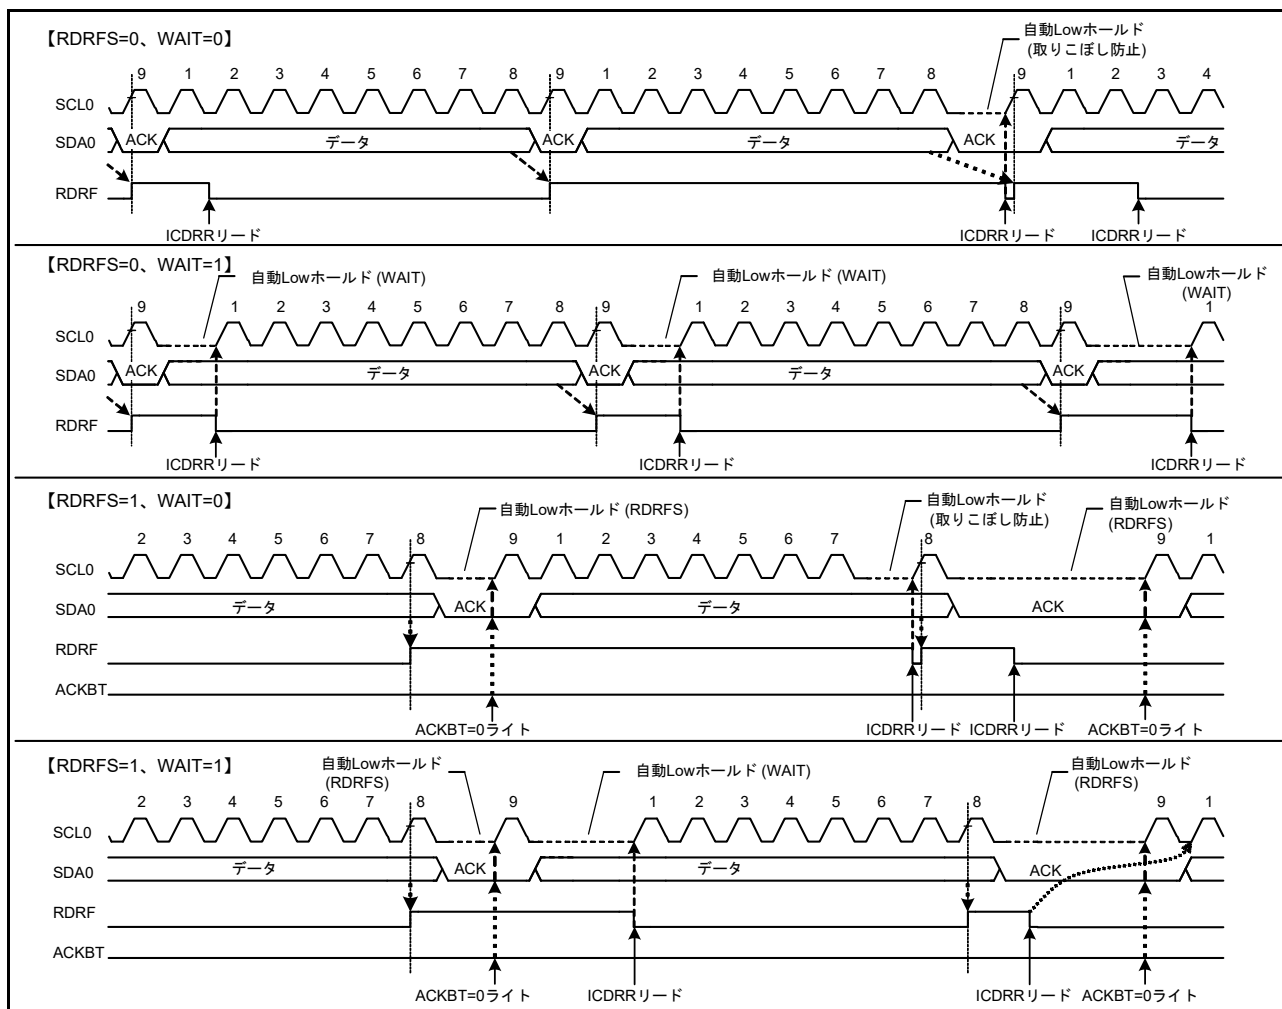 【RDRFS=0、WAIT=0】
自動Lowホールド
(取りこぼし防止)
9 1 2 3 4 5 6 7 8 9 1 2 3 4 5 6 7 8 9 1 2 3 4
SCL0
SDA0 ACK データ ACK データ ACK データ
RDRF
ICDRRリード ICDRRリード ICDRRリード
【RDRFS=0、WAIT=1】
自動Lowホールド (WAIT) 自動Lowホールド (WAIT) 自動Lowホールド
(WAIT)
9 1 2 3 4 5 6 7 8 9 1 2 3 4 5 6 7 8 9 1
SCL0
SDA0 ACK データ ACK データ ACK
RDRF
ICDRRリード ICDRRリード ICDRRリード
【RDRFS=1、WAIT=0】
自動Lowホールド (RDRFS) 自動Lowホールド
(取りこぼし防止)
自動Lowホールド
(RDRFS)
2 3 4 5 6 7 8 9 1 2 3 4 5 6 7 8 9 1
SCL0
SDA0 データ ACK データ ACK
RDRF
ACKBT
ACKBT=0ライト ICDRRリード ICDRRリード ACKBT=0ライト
【RDRFS=1、WAIT=1】
自動Lowホールド
(RDRFS)
自動Lowホールド (WAIT)
自動Lowホールド
(RDRFS)
2 3 4 5 6 7 8 9 1 2 3 4 5 6 7 8 9 1
SCL0
SDA0 データ ACK データ ACK
RDRF
ACKBT
ACKBT=0ライト ICDRRリード ICDRRリード ACKBT=0ライト